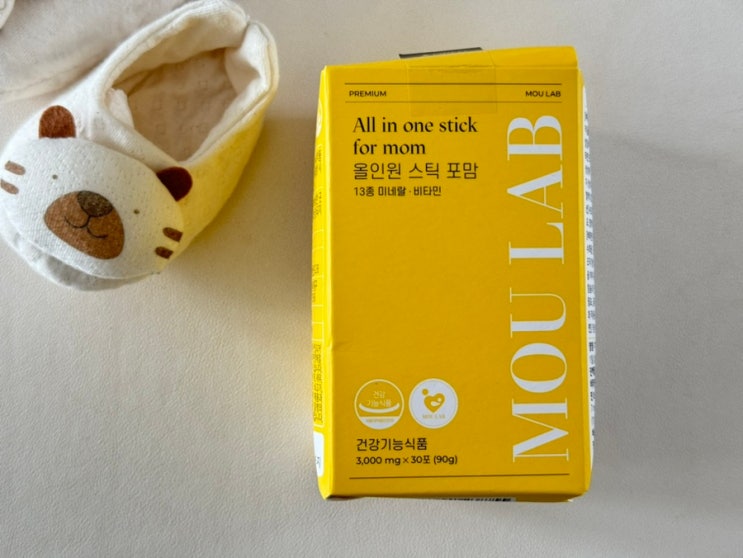 PREMIUM
MOU LAB
All in one stick
for mom
올인원 스틱 포맘
13종 미네랄 · 비타민
MOU LAB
건강
기능식품
MOU LAB
건강기능식품
3,000 mg × 30포 (90g)